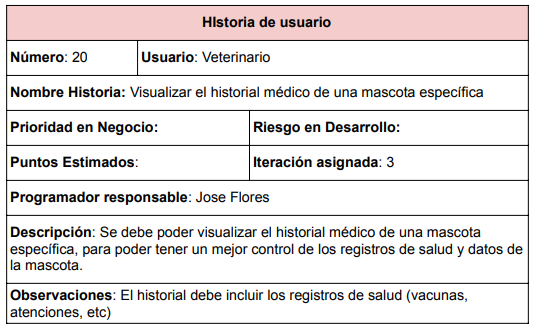 HIstoria de usuario
Número: 20
Usuario: Veterinario
Nombre Historia: Visualizar el historial médico de una mascota específica
Prioridad en Negocio:
Riesgo en Desarrollo:
Puntos Estimados:
Iteración asignada: 3
Programador responsable: Jose Flores
Descripción: Se debe poder visualizar el historial médico de una mascota
específica, para poder tener un mejor control de los registros de salud y datos de
la mascota.
Observaciones: El historial debe incluir los registros de salud (vacunas,
atenciones, etc)